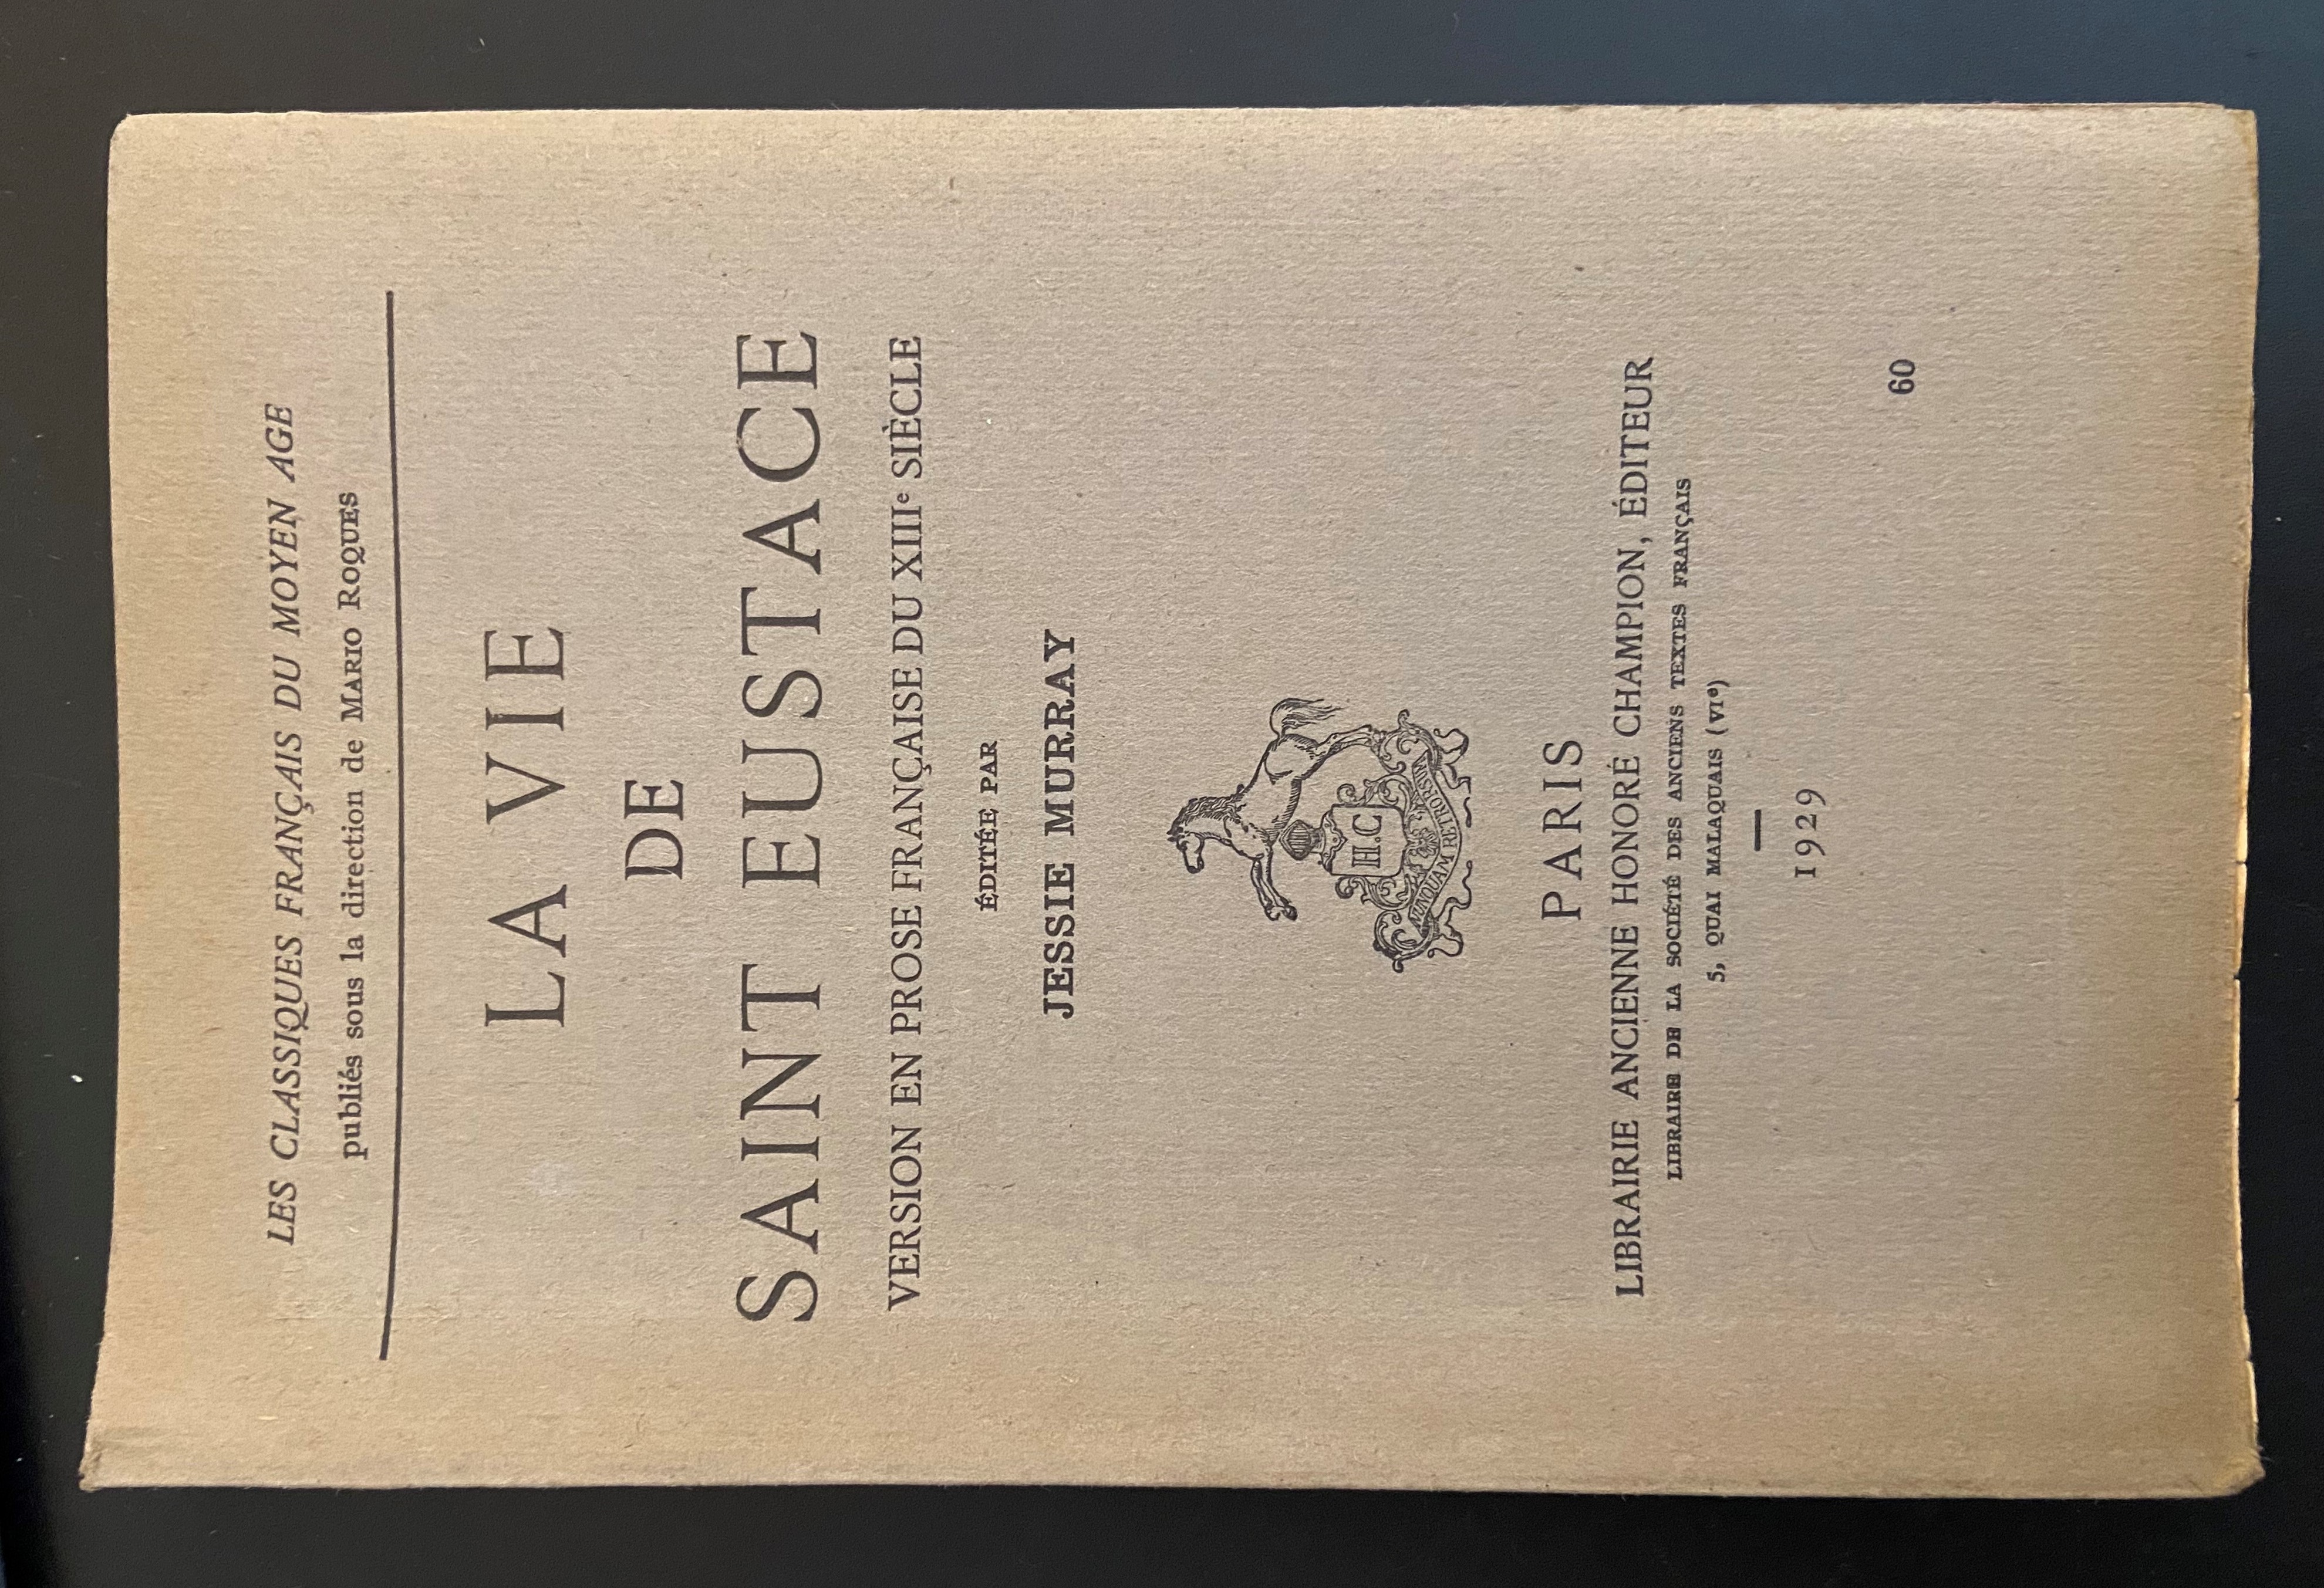 LES CLASSIQUES FRANÇAIS DU MOYEN AGE
publiés sous la direction de MARIO ROQUES
LA VIE
DE
SAINT EUSTACE
VERSION EN PROSE FRANÇAISE DU XIIIe SIÈCLE
ÉDITÉE PAR
JESSIE MURRAY
H.C
NUNQUAM RETRORSUM
PARIS
LIBRAIRIE ANCIENNE HONORÉ CHAMPION, ÉDITEUR
LIBRAIRE DE LA SOCIÉTÉ DES ANCIENS TEXTES FRANÇAIS
5, QUAI MALAQUAIS (VIe)
1929
60